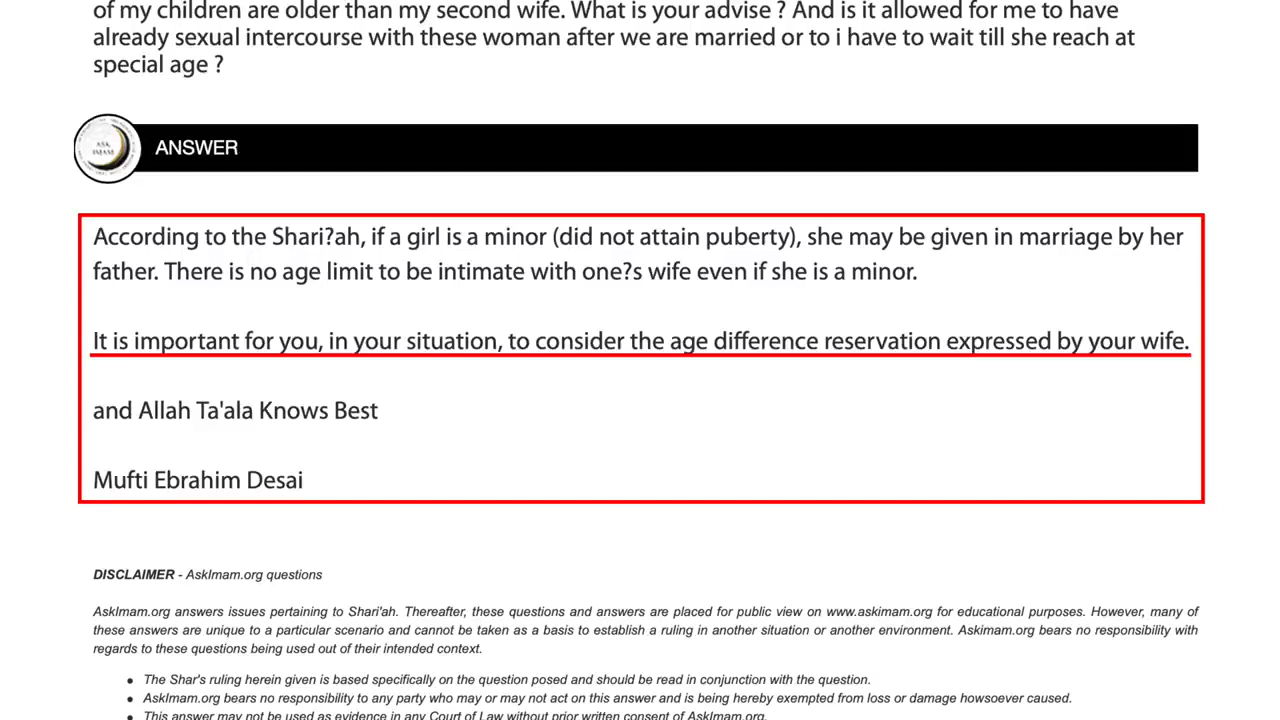 of my children are older than my second wife. What is your advise ? And is it allowed for me to have
already sexual intercourse with these woman after we are married or to i have to wait till she reach at
special age ?
ASK
IMAM
ANSWER
According to the Shari?ah, if a girl is a minor (did not attain puberty), she may be given in marriage by her
father. There is no age limit to be intimate with one?s wife even if she is a minor.
It is important for you, in your situation, to consider the age difference reservation expressed by your wife.
and Allah Ta'ala Knows Best
Mufti Ebrahim Desai
DISCLAIMER - AskImam.org questions
AskImam.org answers issues pertaining to Shari'ah. Thereafter, these questions and answers are placed for public view on www.askimam.org for educational purposes. However, many of
these answers are unique to a particular scenario and cannot be taken as a basis to establish a ruling in another situation or another environment. Askimam.org bears no responsibility with
regards to these questions being used out of their intended context.
• The Shar's ruling herein given is based specifically on the question posed and should be read in conjunction with the question.
• AskImam.org bears no responsibility to any party who may or may not act on this answer and is being hereby exempted from loss or damage howsoever caused.
• This answer may not be used as evidence in any Court of Law without prior written consent of AskImam.org.